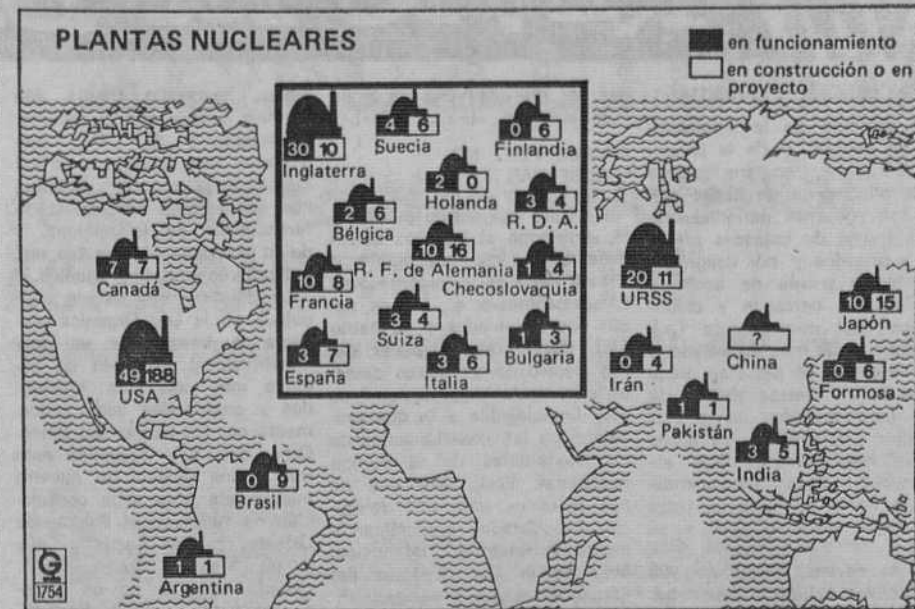 PLANTAS NUCLEARES
en funcionamiento
en construcción o en
proyecto
30 10
Inglaterra
4 6
Suecia
0 6
Finlandia
2 0
Holanda
3 4
R. D. A.
2 6
Bélgica
10 16
R. F. de Alemania
1 4
Checoslovaquia
10 8
Francia
3 4
Suiza
1 3
Bulgaria
3 7
España
3 6
Italia
7 7
Canadá
49 188
USA
20 11
URSS
10 15
Japón
?
China
0 4
Irán
0 6
Formosa
1 1
Pakistán
3 5
India
0 9
Brasil
1 1
Argentina
G
1754